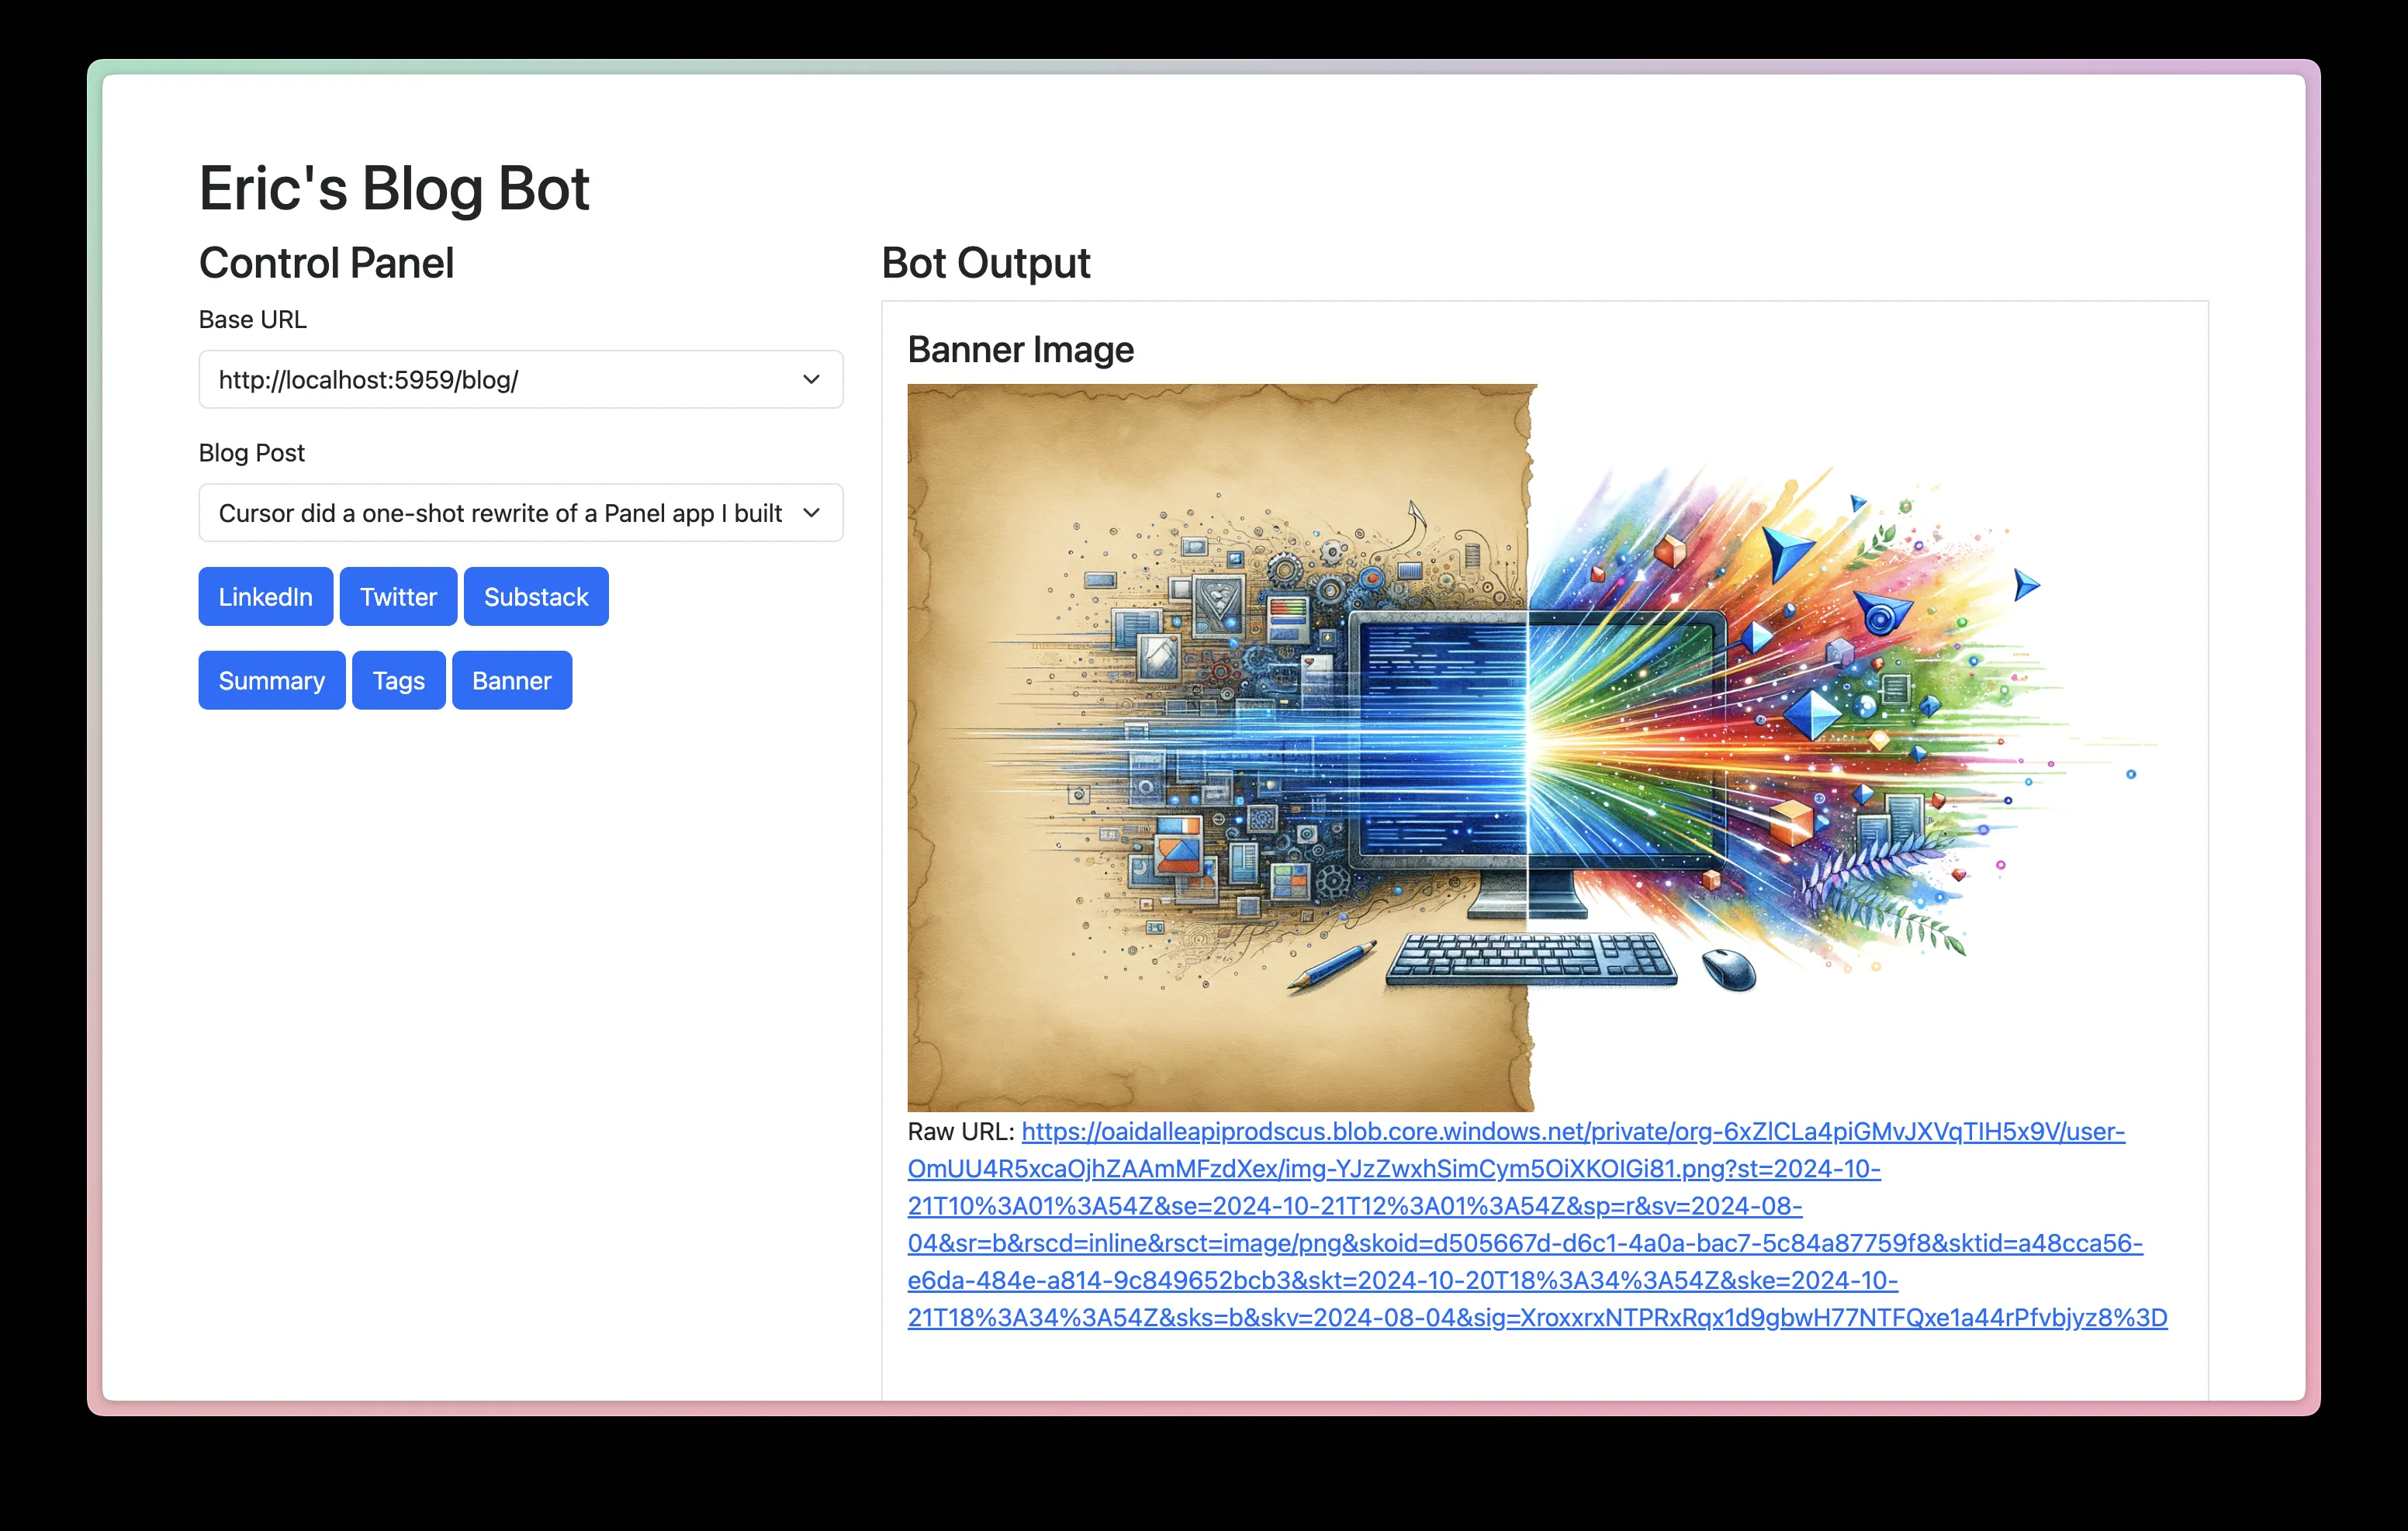 Eric's Blog Bot
Control Panel
Base URL
http://localhost:5959/blog/
Blog Post
Cursor did a one-shot rewrite of a Panel app I built
LinkedIn
Twitter
Substack
Summary
Tags
Banner
Bot Output
Banner Image
Raw URL: https://oaidalleapiprodscus.blob.core.windows.net/private/org-6xZlCLa4piGMvJXVqTIH5x9V/user-
OmUU4R5xcaOjhZAAmMFzdXex/img-YJzZwxhSimCym5OiXKOIGi81.png?st=2024-10-
21T10%3A01%3A54Z&se=2024-10-21T12%3A01%3A54Z&sp=r&sv=2024-08-
04&sr=b&rscd=inline&rsct=image/png&skoid=d505667d-d6c1-4a0a-bac7-5c84a87759f8&sktid=a48cca56-
e6da-484e-a814-9c849652bcb3&skt=2024-10-20T18%3A34%3A54Z&ske=2024-10-
21T18%3A34%3A54Z&sks=b&skv=2024-08-04&sig=XroxxrxNTPRxRqx1d9gbwH77NTFQxe1a44rPfvbjyz8%3D